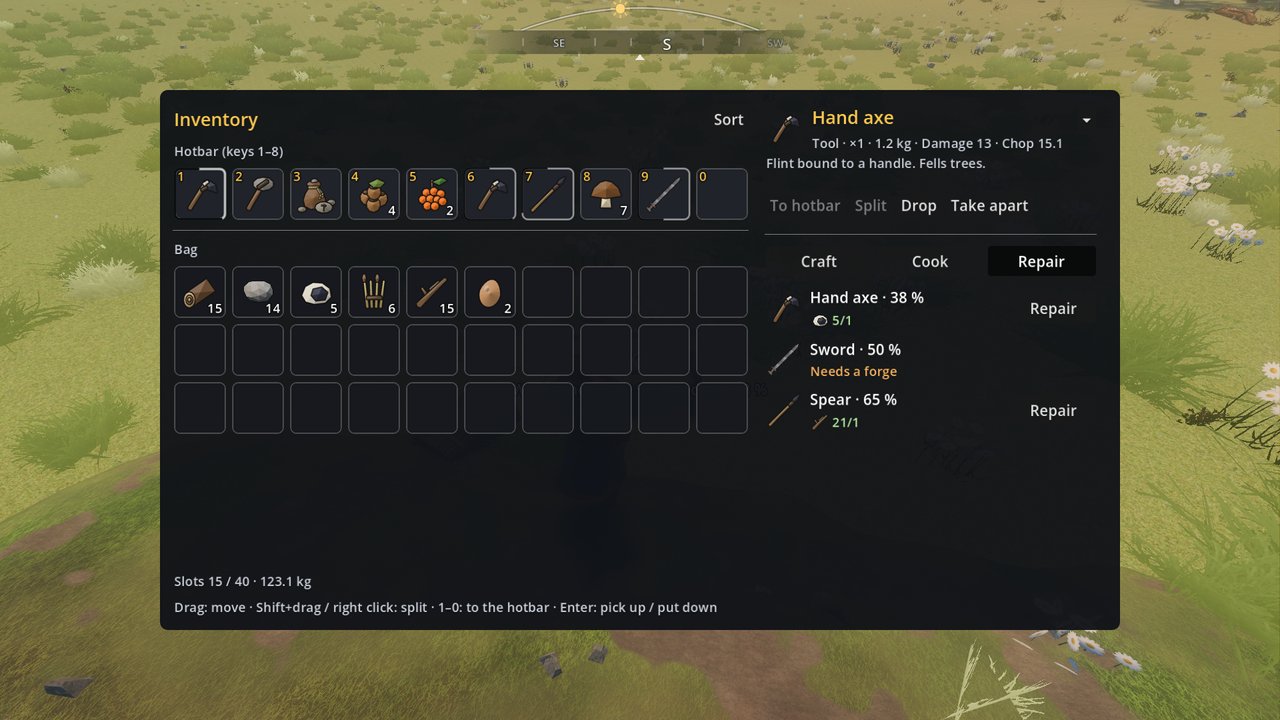 SE S SW
Inventory
Sort
Hotbar (keys 1–8)
1 2 3 4 5 6 7 8 9 0
4 2 7
Bag
15 14 5 6 15 2
Slots 15 / 40 · 123.1 kg
Drag: move · Shift+drag / right click: split · 1–0: to the hotbar · Enter: pick up / put down
Hand axe
Tool · ×1 · 1.2 kg · Damage 13 · Chop 15.1
Flint bound to a handle. Fells trees.
To hotbar Split Drop Take apart
Craft Cook Repair
Hand axe · 38 %
5/1
Repair
Sword · 50 %
Needs a forge
Spear · 65 %
21/1
Repair